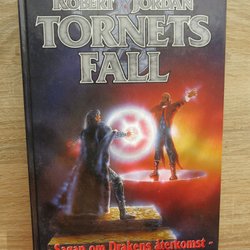 ROBERT JORDAN
TORNETS
FALL
- Sagan om Drakens återkomst -